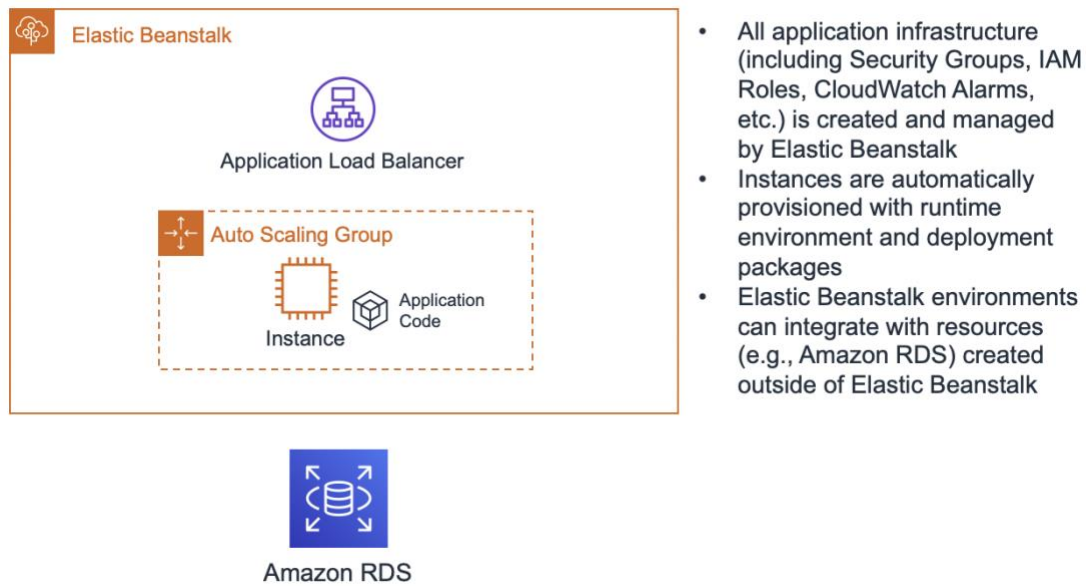 Elastic Beanstalk
Application Load Balancer
Auto Scaling Group
Instance
Application
Code
Amazon RDS
• All application infrastructure
(including Security Groups, IAM
Roles, CloudWatch Alarms,
etc.) is created and managed
by Elastic Beanstalk
• Instances are automatically
provisioned with runtime
environment and deployment
packages
• Elastic Beanstalk environments
can integrate with resources
(e.g., Amazon RDS) created
outside of Elastic Beanstalk